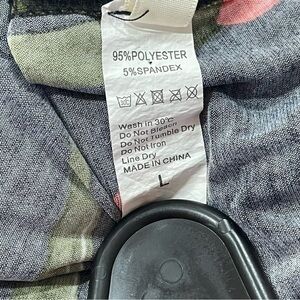 95%POLYESTER
5%SPANDEX
Wash in 30°c
Do Not Bleach
Do Not Tumble Dry
Do Not Iron
Line Dry
MADE IN CHINA
L